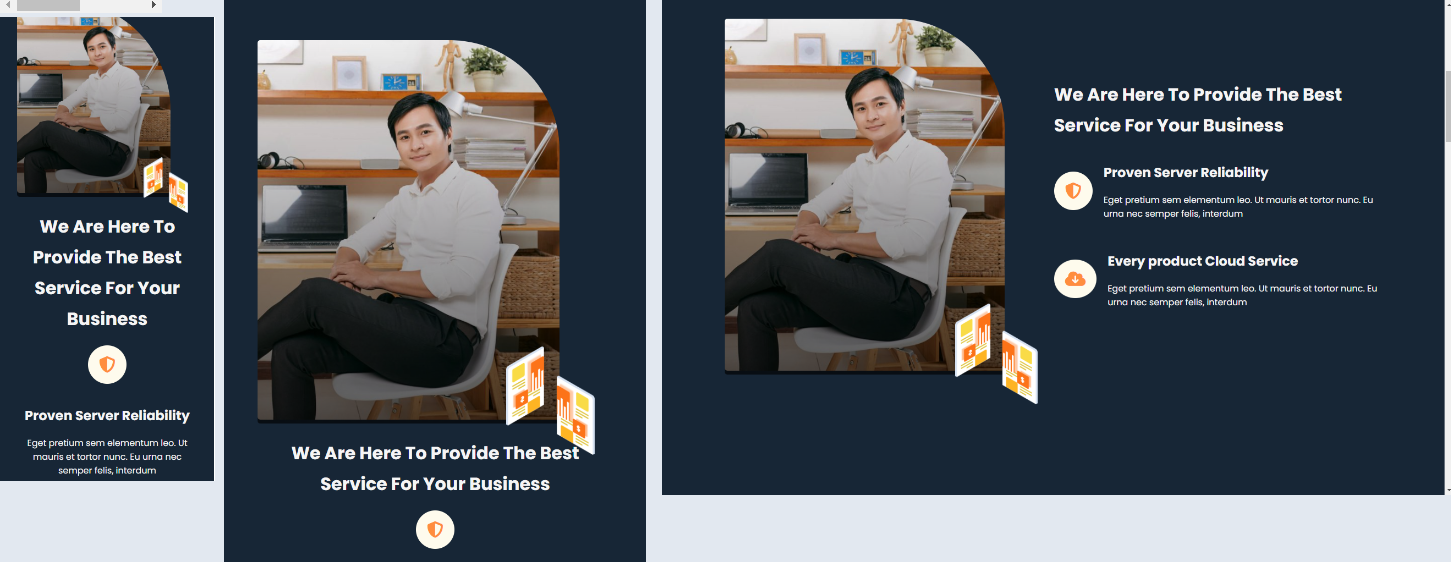 We Are Here To
Provide The Best
Service For Your
Business
Proven Server Reliability
Eget pretium sem elementum leo. Ut
mauris et tortor nunc. Eu urna nec
semper felis, interdum
We Are Here To Provide The Best
Service For Your Business
We Are Here To Provide The Best
Service For Your Business
Proven Server Reliability
Eget pretium sem elementum leo. Ut mauris et tortor nunc. Eu
urna nec semper felis, interdum
Every product Cloud Service
Eget pretium sem elementum leo. Ut mauris et tortor nunc. Eu
urna nec semper felis, interdum